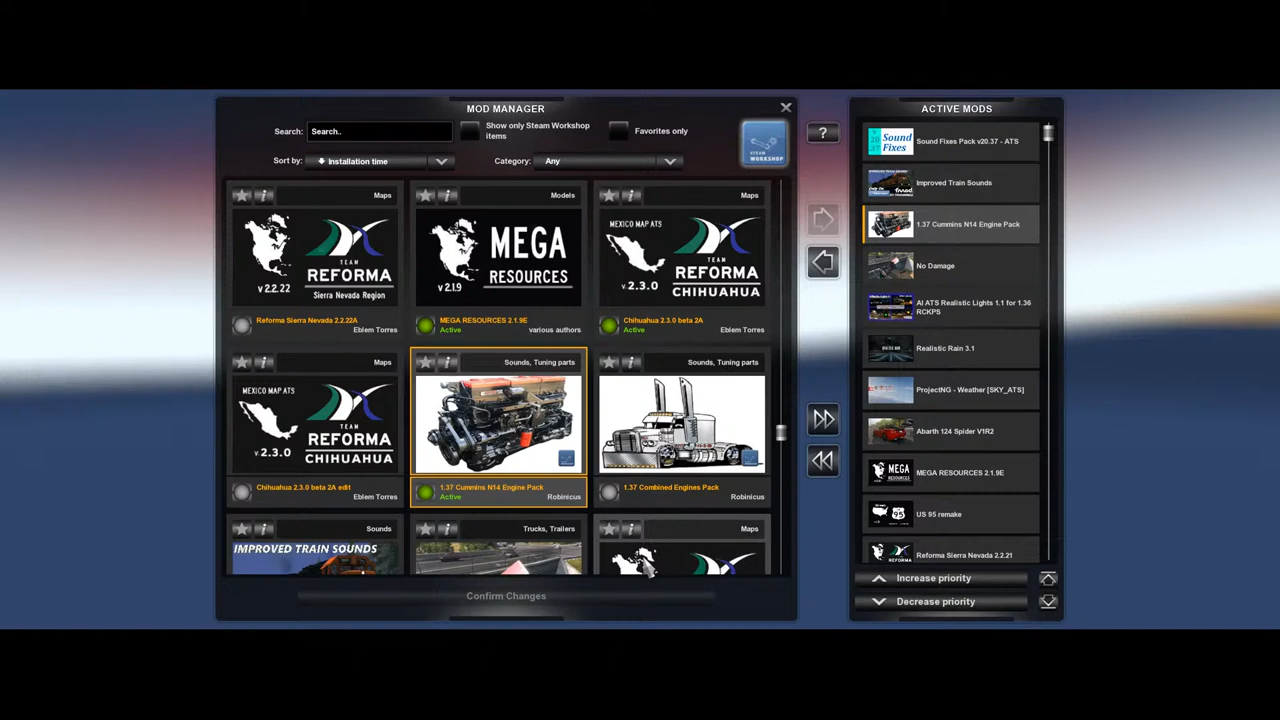 MOD MANAGER
Search:
Search..
Show only Steam Workshop
items
Favorites only
STEAM
WORKSHOP
Sort by:
Installation time
Category:
Any
Maps
TEAM
REFORMA
v 2.2.22
Sierra Nevada Region
Reforma Sierra Nevada 2.2.22A
Eblem Torres
Models
MEGA
RESOURCES
v 2.1.9
MEGA RESOURCES 2.1.9E
Active
various authors
Maps
MEXICO MAP ATS
TEAM
REFORMA
v 2.3.0
CHIHUAHUA
Chihuahua 2.3.0 beta 2A
Active
Eblem Torres
Maps
MEXICO MAP ATS
TEAM
REFORMA
v 2.3.0
CHIHUAHUA
Chihuahua 2.3.0 beta 2A edit
Eblem Torres
Sounds, Tuning parts
1.37 Cummins N14 Engine Pack
Active
Robinicus
Sounds, Tuning parts
1.37 Combined Engines Pack
Robinicus
Sounds
IMPROVED TRAIN SOUNDS
Trucks, Trailers
Maps
Confirm Changes
?
ACTIVE MODS
Sound
Fixes
Sound Fixes Pack v20.37 - ATS
Improved Train Sounds
1.37 Cummins N14 Engine Pack
No Damage
AI ATS Realistic Lights 1.1 for 1.36
RCKPS
Realistic Rain 3.1
ProjectNG - Weather [SKY_ATS]
Abarth 124 Spider V1R2
MEGA
RESOURCES
MEGA RESOURCES 2.1.9E
95
US 95 remake
REFORMA
Reforma Sierra Nevada 2.2.21
Increase priority
Decrease priority